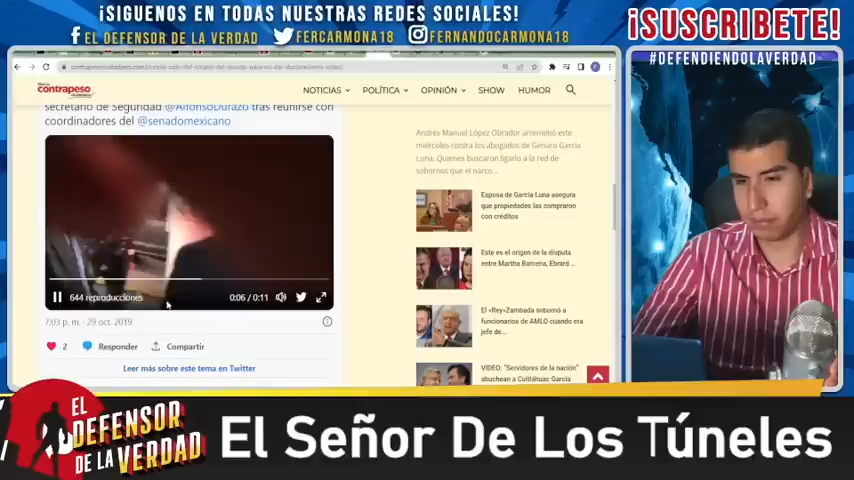 ¡SIGUENOS EN TODAS NUESTRAS REDES SOCIALES!
EL DEFENSOR DE LA VERDAD
FERCARMONA18
FERNANDOCARMONA18
¡SUSCRIBETE!
#DEFENDIENDOLAVERDAD
contrapeso
NOTICIAS
POLÍTICA
OPINIÓN
SHOW
HUMOR
secretario de Seguridad @AlfonsoDurazo tras reunirse con
coordinadores del @senadomexicano
644 reproducciones
0:06 / 0:11
7:03 p. m. · 29 oct. 2019
2
Responder
Compartir
Leer más sobre este tema en Twitter
Andrés Manuel López Obrador arremetió este
miércoles contra los abogados de Genaro García
Luna, Quienes buscaron ligarlo a la red de
sobornos que el narco...
Esposa de García Luna asegura
que propiedades las compraron
con créditos
Este es el origen de la disputa
entre Martha Barcena, Ebrard...
El «Rey»Zambada sobornó a
funcionarios de AMLO cuando era
jefe de...
VIDEO: "Servidores de la nación"
abuchean a Cuitláhuac García
EL
DEFENSOR
DE LA VERDAD
El Señor De Los Túneles